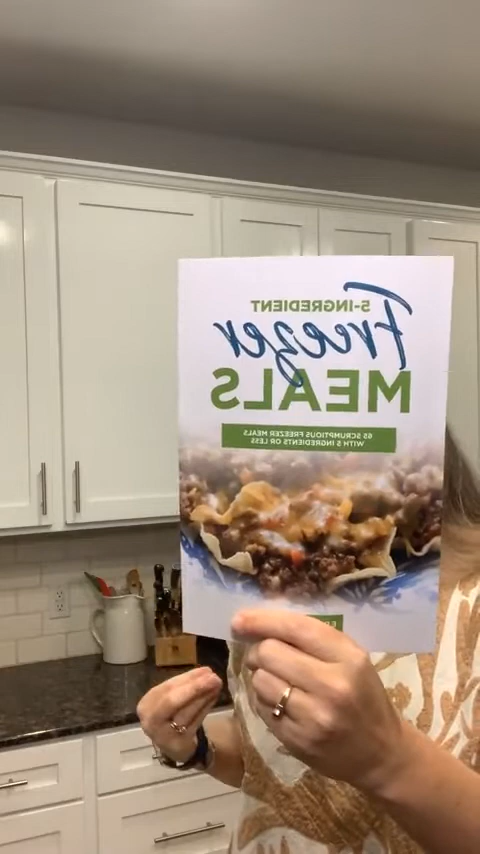 5-INGREDIENT
Freezer
MEALS
65 SCRUMPTIOUS FREEZER MEALS
WITH 5 INGREDIENTS OR LESS